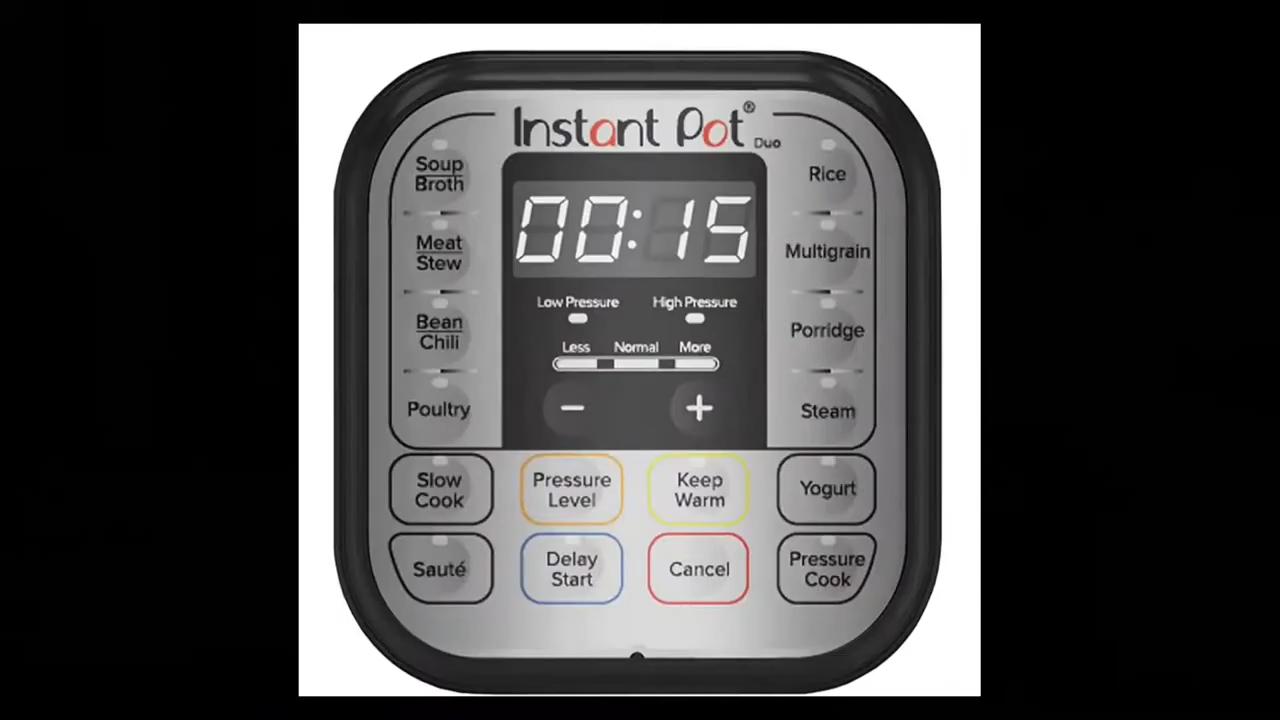 Instant Pot® Duo
Soup
Broth
00:15
Rice
Meat
Stew
Multigrain
Low Pressure High Pressure
Bean
Chili
Less Normal More
Porridge
Poultry
− +
Steam
Slow
Cook
Pressure
Level
Keep
Warm
Yogurt
Sauté
Delay
Start
Cancel
Pressure
Cook